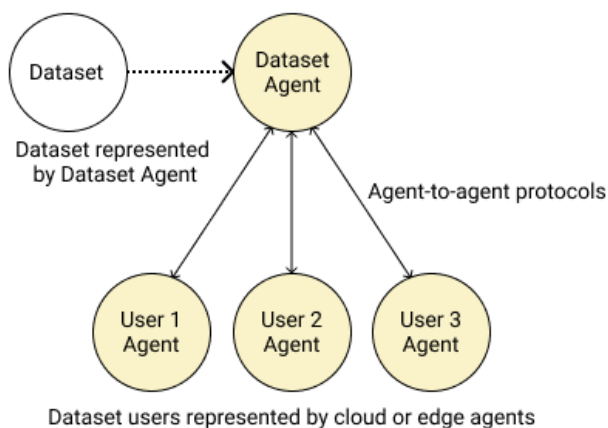 Dataset
Dataset
Agent
Dataset represented
by Dataset Agent
Agent-to-agent protocols
User 1
Agent
User 2
Agent
User 3
Agent
Dataset users represented by cloud or edge agents